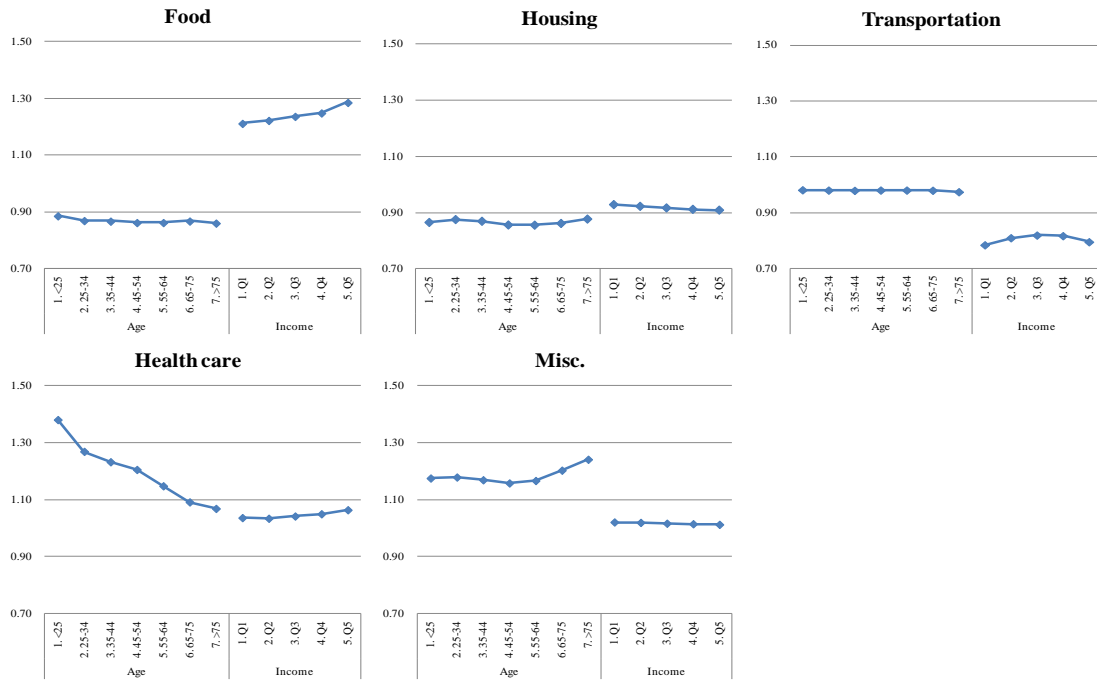 Food
1.50
1.30
1.10
0.90
0.70
1. <25
2. 25-34
3. 35-44
4. 45-54
5. 55-64
6. 65-75
7. >75
1. Q1
2. Q2
3. Q3
4. Q4
5. Q5
Age
Income
Housing
1.50
1.30
1.10
0.90
0.70
1. <25
2. 25-34
3. 35-44
4. 45-54
5. 55-64
6. 65-75
7. >75
1. Q1
2. Q2
3. Q3
4. Q4
5. Q5
Age
Income
Transportation
1.50
1.30
1.10
0.90
0.70
1. <25
2. 25-34
3. 35-44
4. 45-54
5. 55-64
6. 65-75
7. >75
1. Q1
2. Q2
3. Q3
4. Q4
5. Q5
Age
Income
Health care
1.50
1.30
1.10
0.90
0.70
1. <25
2. 25-34
3. 35-44
4. 45-54
5. 55-64
6. 65-75
7. >75
1. Q1
2. Q2
3. Q3
4. Q4
5. Q5
Age
Income
Misc.
1.50
1.30
1.10
0.90
0.70
1. <25
2. 25-34
3. 35-44
4. 45-54
5. 55-64
6. 65-75
7. >75
1. Q1
2. Q2
3. Q3
4. Q4
5. Q5
Age
Income